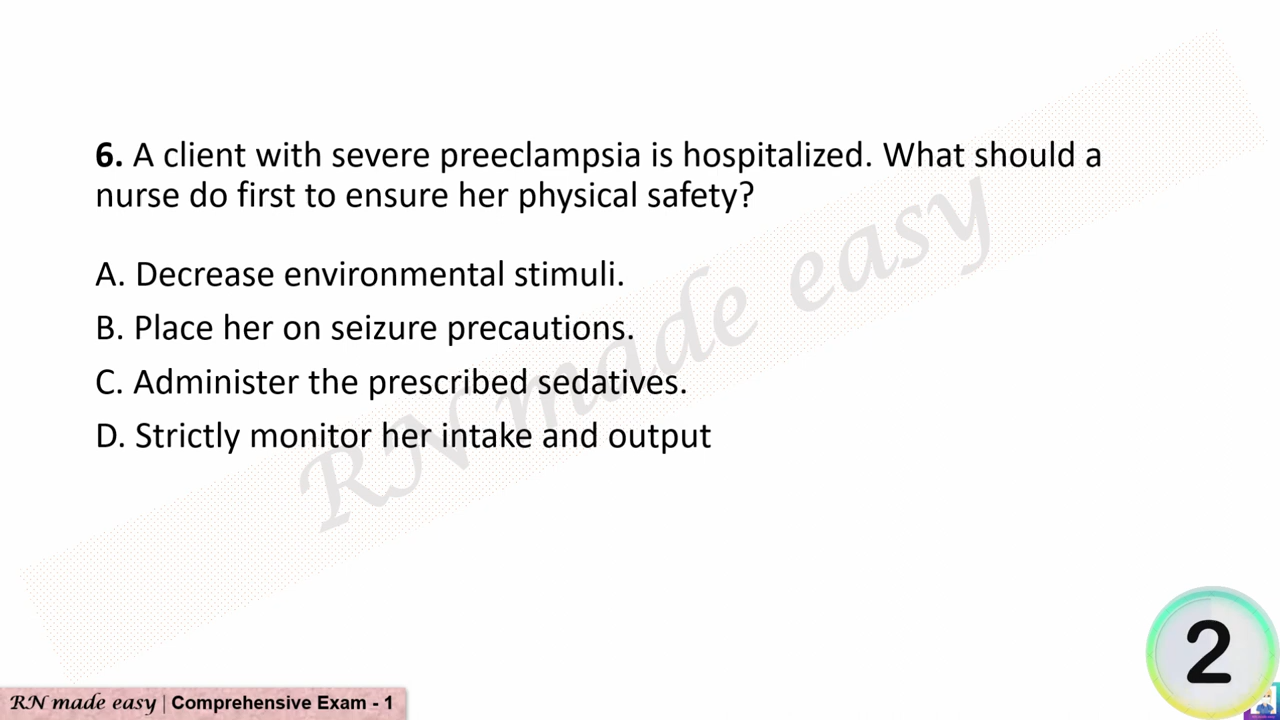 6. A client with severe preeclampsia is hospitalized. What should a
nurse do first to ensure her physical safety?
A. Decrease environmental stimuli.
B. Place her on seizure precautions.
C. Administer the prescribed sedatives.
D. Strictly monitor her intake and output
RN made easy
2
RN made easy | Comprehensive Exam - 1